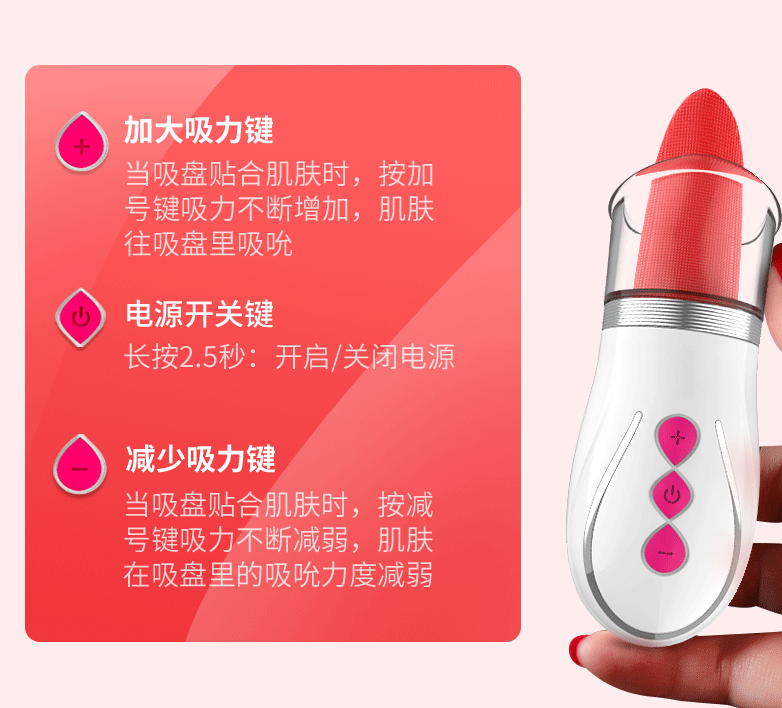 加大吸力键
当吸盘贴合肌肤时，按加
号键吸力不断增加，肌肤
往吸盘里吸吮
电源开关键
长按2.5秒：开启/关闭电源
减少吸力键
当吸盘贴合肌肤时，按减
号键吸力不断减弱，肌肤
在吸盘里的吸吮力度减弱